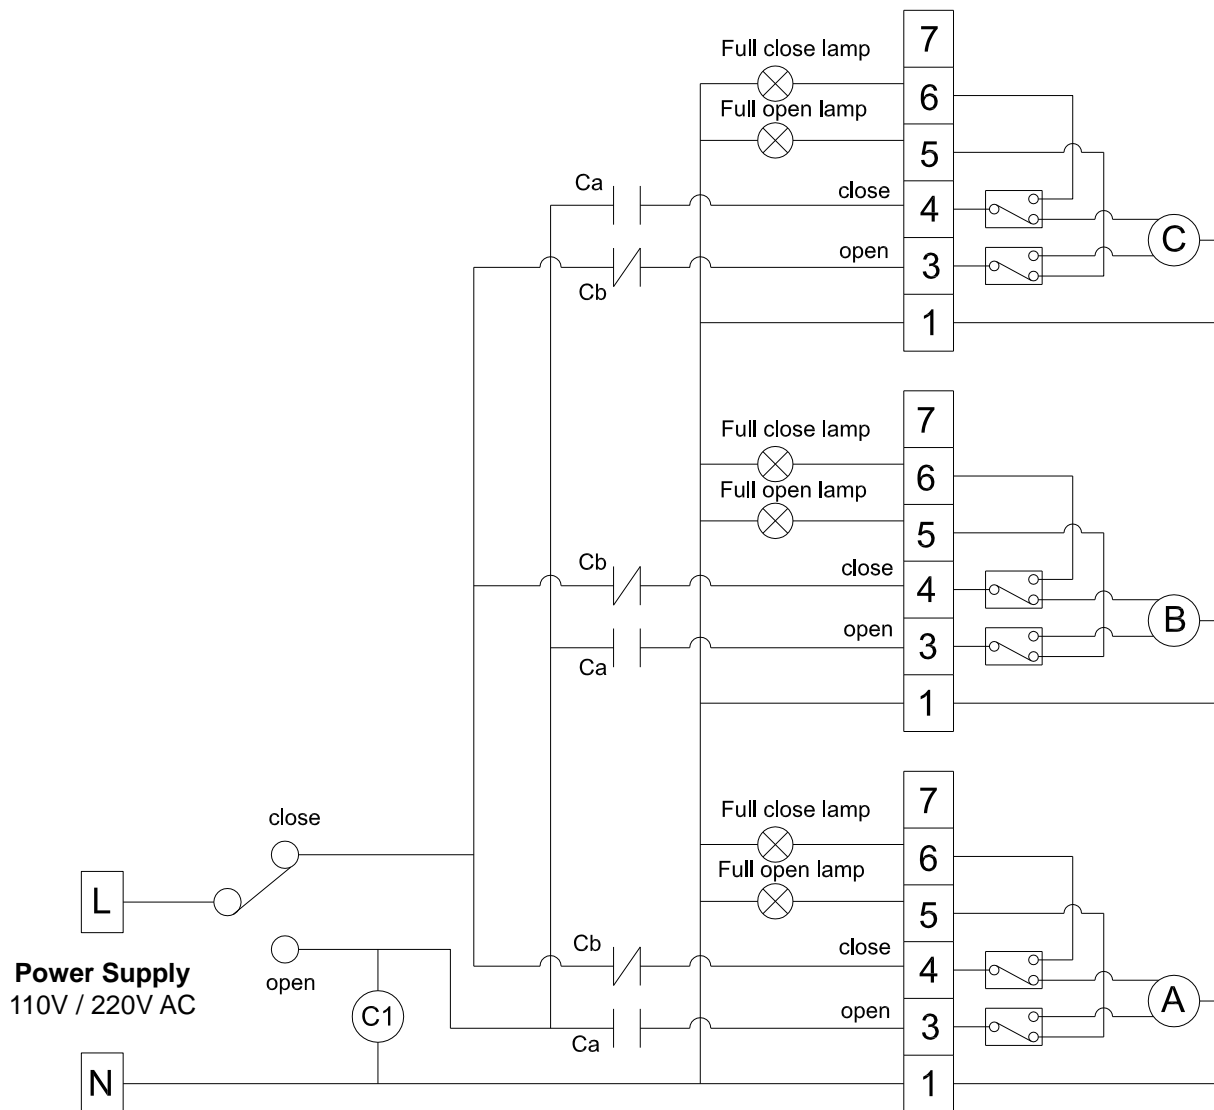 7
Full close lamp
6
Full open lamp
5
Ca
close
4
C
open
3
Cb
1
7
Full close lamp
6
Full open lamp
5
Cb
close
4
B
open
3
Ca
1
7
Full close lamp
close
6
Full open lamp
L
5
Cb
close
4
Power Supply
open
110V / 220V AC
A
C1
open
3
Ca
N
1